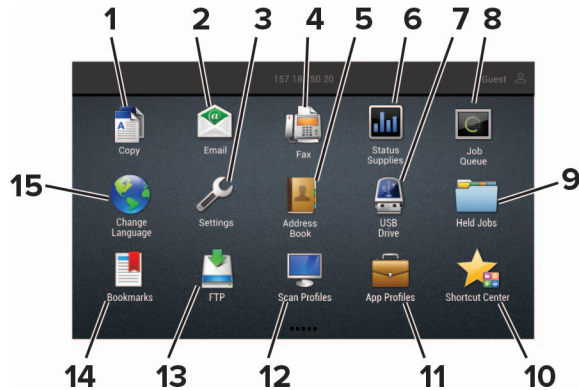 1 2 3 4 5 6 7 8
157.184.50.20 Guest
Copy Email Fax Status Supplies Job Queue
15 9
Change Language Settings Address Book USB Drive Held Jobs
Bookmarks FTP Scan Profiles App Profiles Shortcut Center
14 13 12 11 10